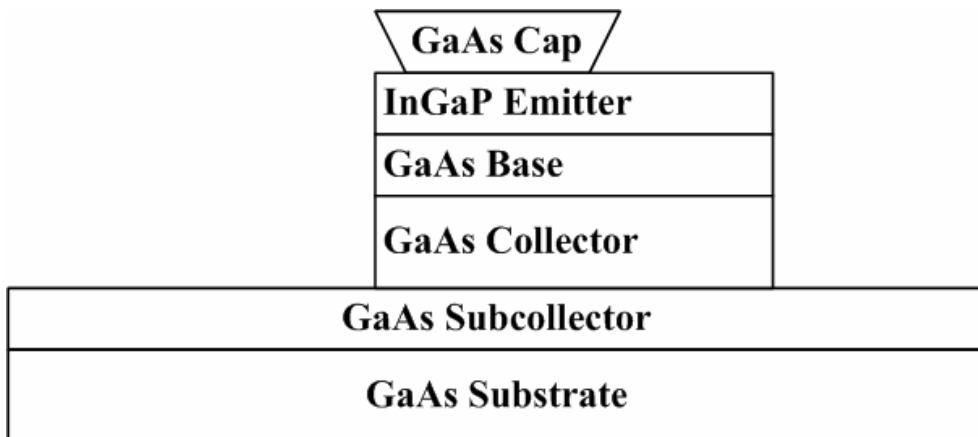 GaAs Cap
InGaP Emitter
GaAs Base
GaAs Collector
GaAs Subcollector
GaAs Substrate